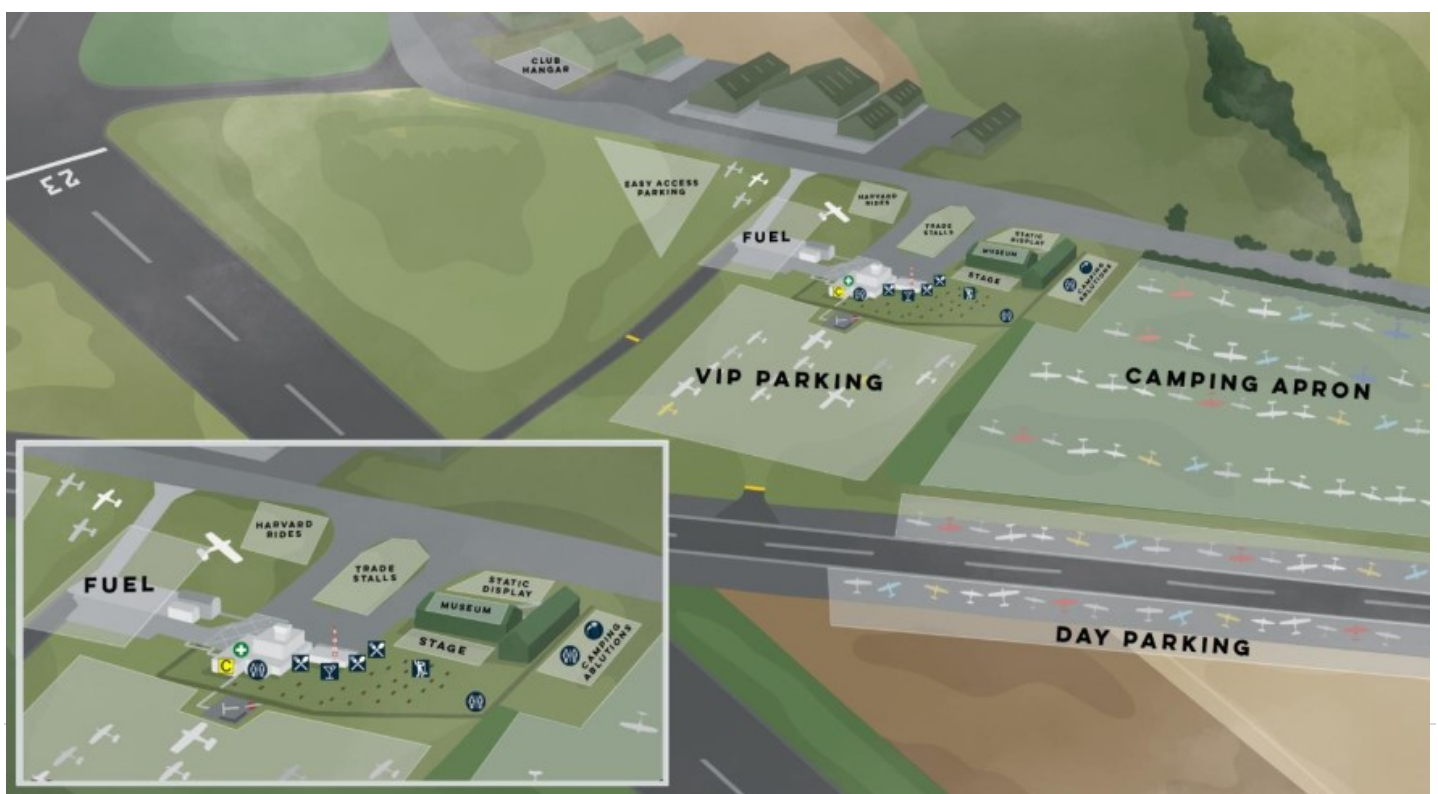 CLUB
HANGAR
23
EASY ACCESS
PARKING
HARVARD
RIDES
FUEL
TRADE
STALLS
STATIC
DISPLAY
MUSEUM
STAGE
CAMPING
ABLUTIONS
C
VIP PARKING
CAMPING APRON
DAY PARKING
HARVARD
RIDES
FUEL
TRADE
STALLS
STATIC
DISPLAY
MUSEUM
STAGE
CAMPING
ABLUTIONS
C
T